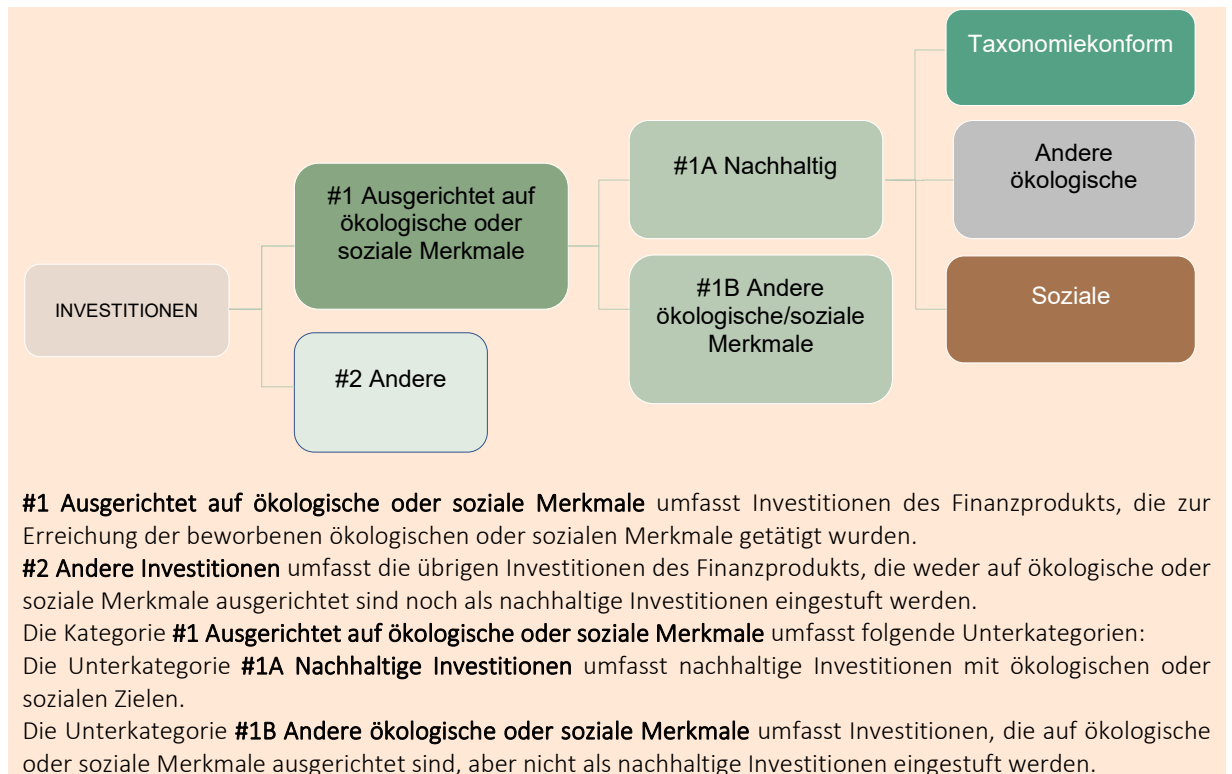 INVESTITIONEN
#1 Ausgerichtet auf
ökologische oder
soziale Merkmale
#2 Andere
#1A Nachhaltig
#1B Andere
ökologische/soziale
Merkmale
Taxonomiekonform
Andere
ökologische
Soziale
#1 Ausgerichtet auf ökologische oder soziale Merkmale umfasst Investitionen des Finanzprodukts, die zur
Erreichung der beworbenen ökologischen oder sozialen Merkmale getätigt wurden.
#2 Andere Investitionen umfasst die übrigen Investitionen des Finanzprodukts, die weder auf ökologische oder
soziale Merkmale ausgerichtet sind noch als nachhaltige Investitionen eingestuft werden.
Die Kategorie #1 Ausgerichtet auf ökologische oder soziale Merkmale umfasst folgende Unterkategorien:
Die Unterkategorie #1A Nachhaltige Investitionen umfasst nachhaltige Investitionen mit ökologischen oder
sozialen Zielen.
Die Unterkategorie #1B Andere ökologische oder soziale Merkmale umfasst Investitionen, die auf ökologische
oder soziale Merkmale ausgerichtet sind, aber nicht als nachhaltige Investitionen eingestuft werden.